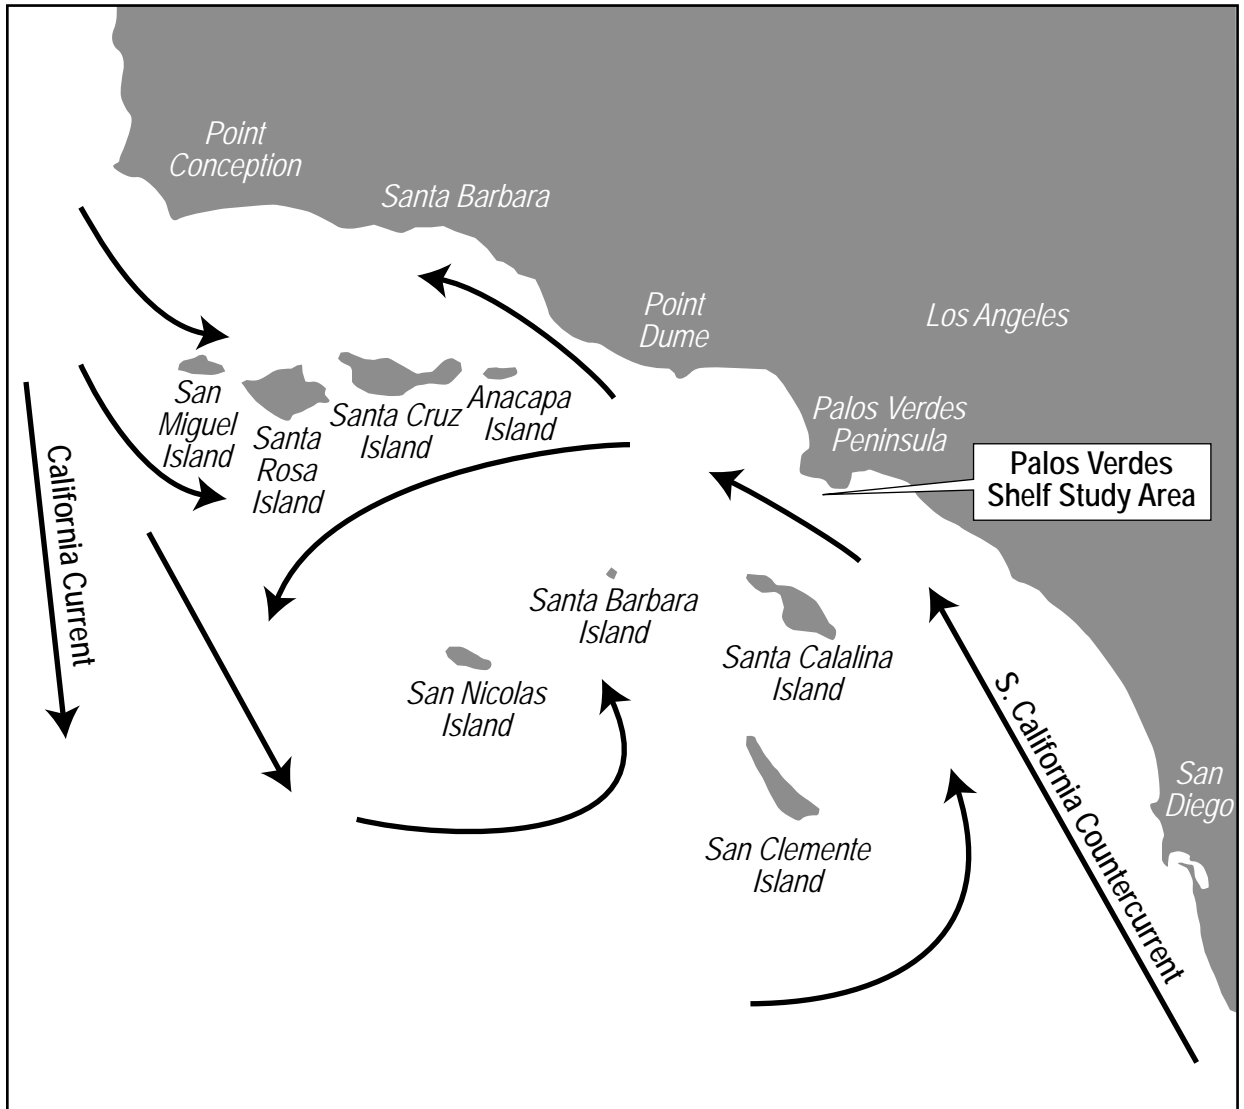 Point
Conception
Santa Barbara
Point
Dume
Los Angeles
San
Miguel
Island
Santa
Rosa
Island
Santa Cruz
Island
Anacapa
Island
Palos Verdes
Peninsula
Palos Verdes
Shelf Study Area
California Current
Santa Barbara
Island
Santa Calalina
Island
San Nicolas
Island
S. California Countercurrent
San
Diego
San Clemente
Island